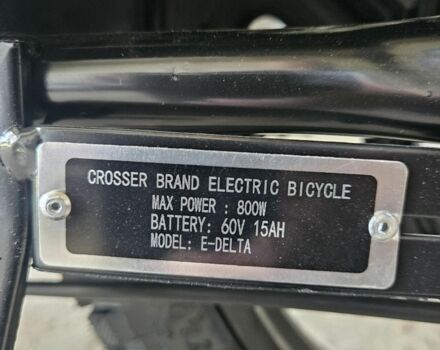 CROSSER BRAND ELECTRIC BICYCLE
MAX POWER : 800W
BATTERY: 60V 15AH
MODEL: E-DELTA